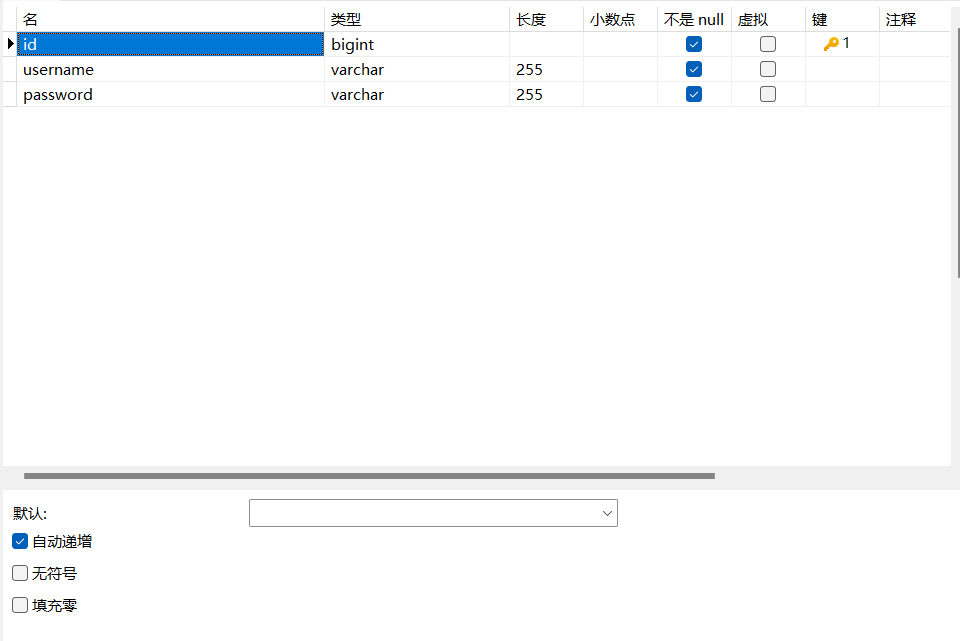 名 类型 长度 小数点 不是 null 虚拟 键 注释
id bigint 1
username varchar 255
password varchar 255
默认:
自动递增
无符号
填充零